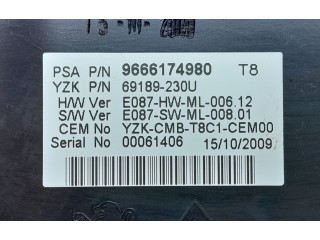 PSA P/N 9666174980 T8
YZK P/N 69189-230U
H/W Ver E087-HW-ML-006.12
S/W Ver E087-SW-ML-008.01
CEM No YZK-CMB-T8C1-CEM00
Serial No 00061406 15/10/2009